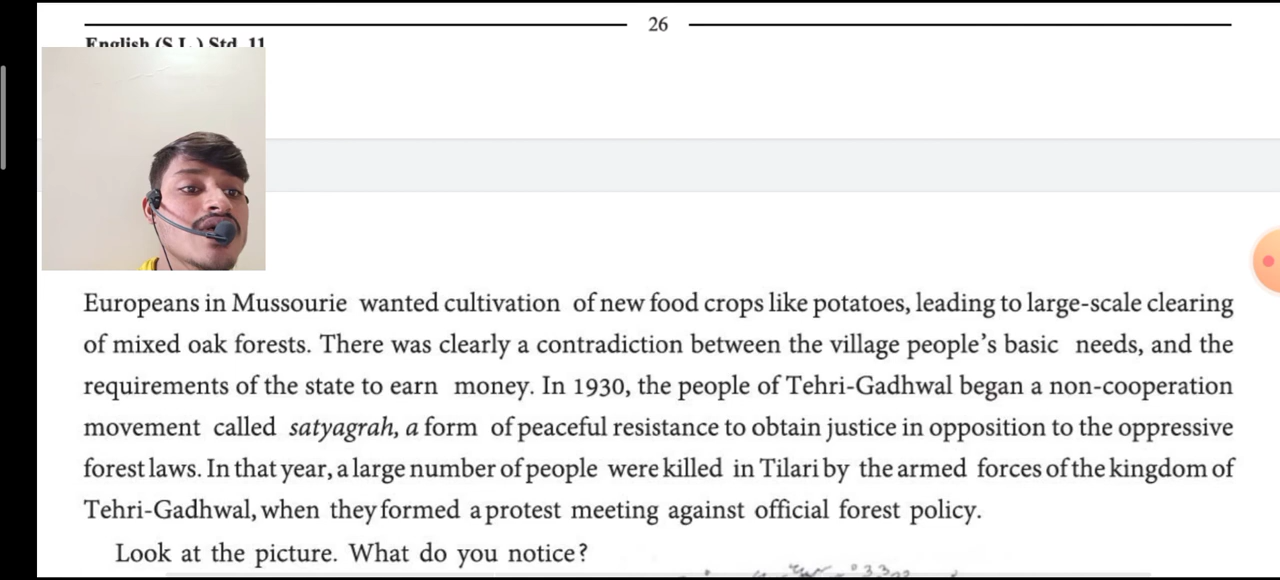 26
English (S.L.) Std. 11
Europeans in Mussourie wanted cultivation of new food crops like potatoes, leading to large-scale clearing
of mixed oak forests. There was clearly a contradiction between the village people's basic needs, and the
requirements of the state to earn money. In 1930, the people of Tehri-Gadhwal began a non-cooperation
movement called satyagrah, a form of peaceful resistance to obtain justice in opposition to the oppressive
forest laws. In that year, a large number of people were killed in Tilari by the armed forces of the kingdom of
Tehri-Gadhwal, when they formed a protest meeting against official forest policy.
Look at the picture. What do you notice?